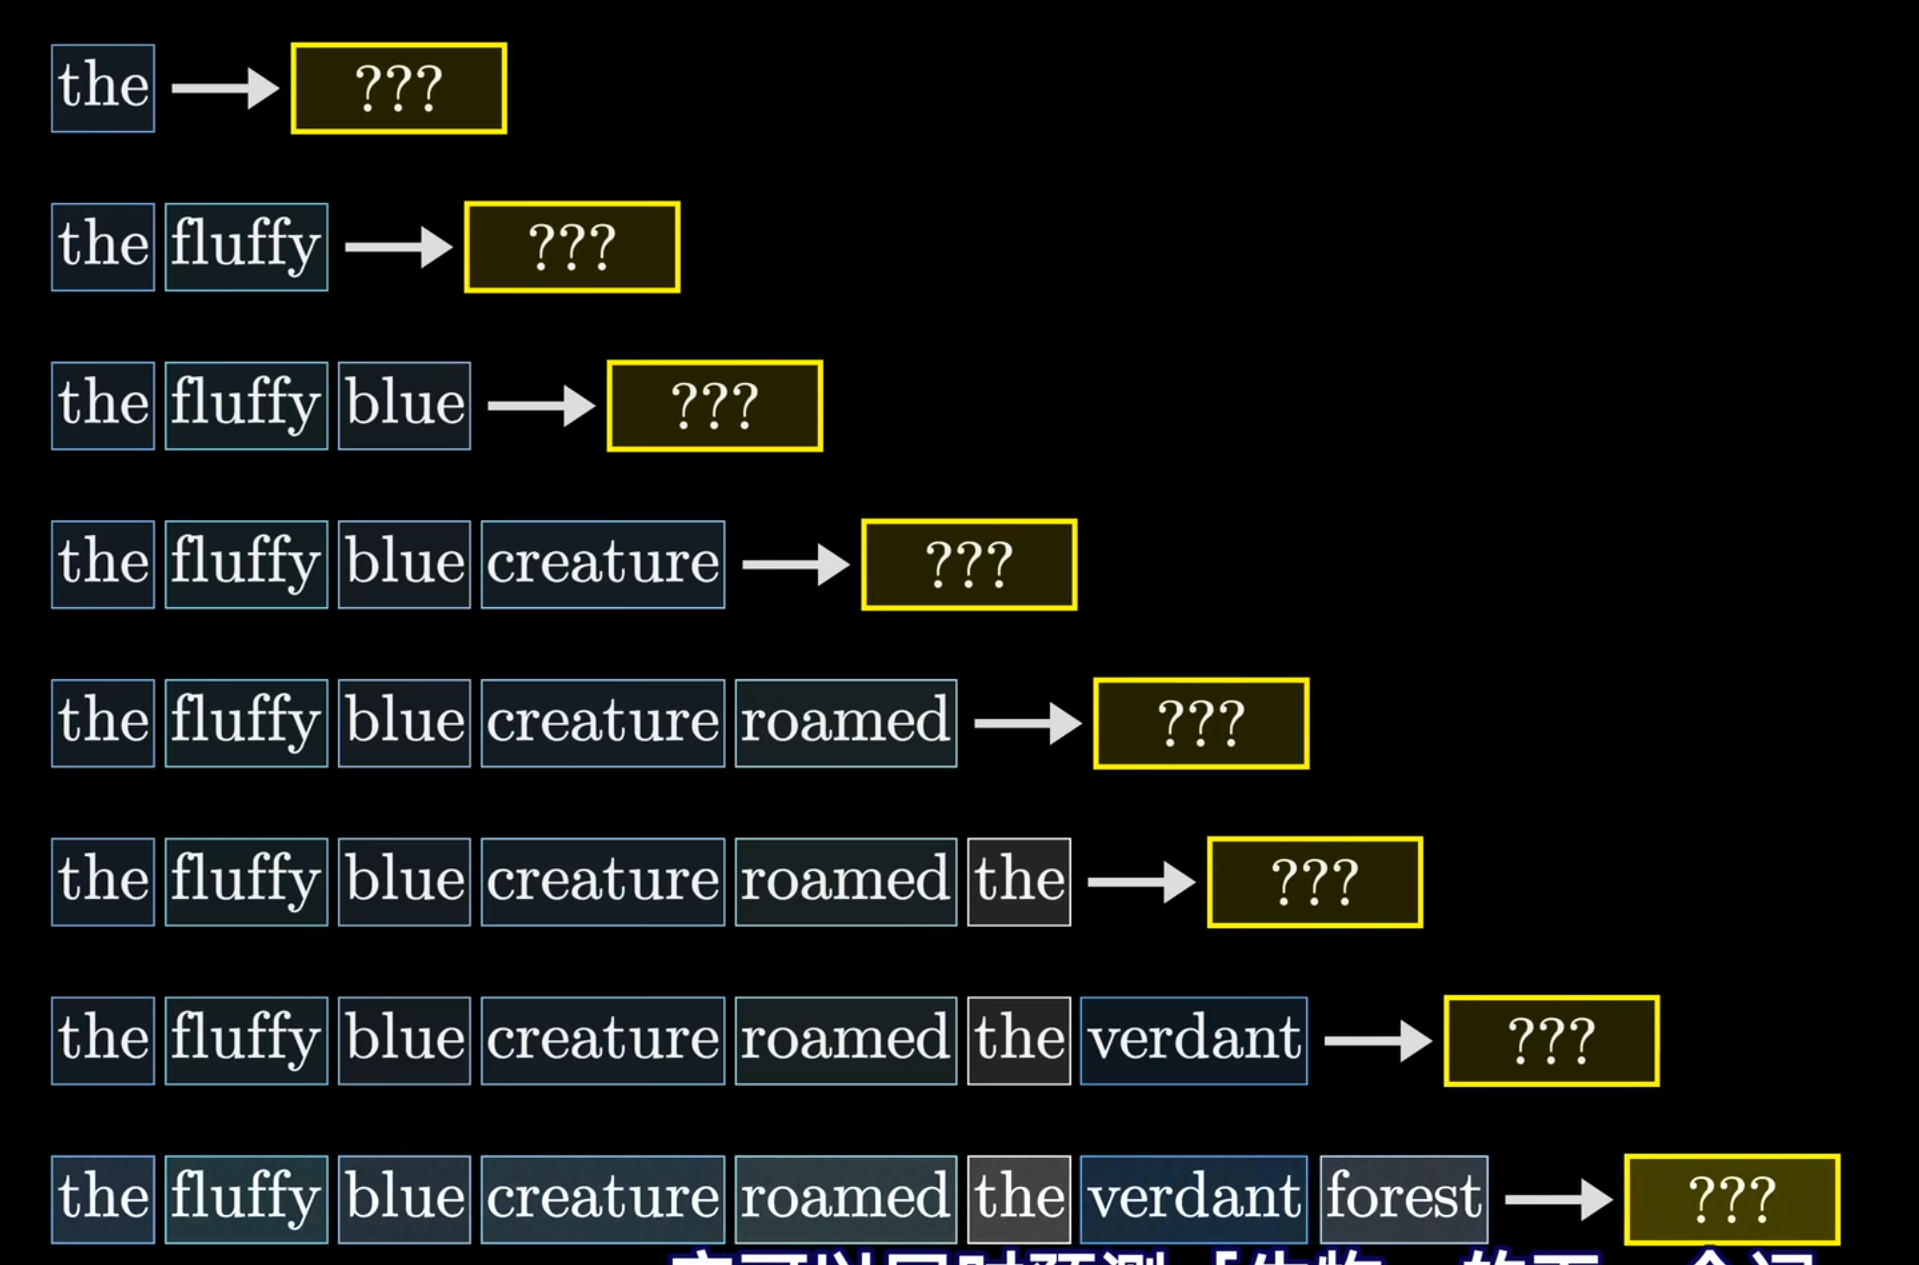 the ???
the fluffy ???
the fluffy blue ???
the fluffy blue creature ???
the fluffy blue creature roamed ???
the fluffy blue creature roamed the ???
the fluffy blue creature roamed the verdant ???
the fluffy blue creature roamed the verdant forest ???